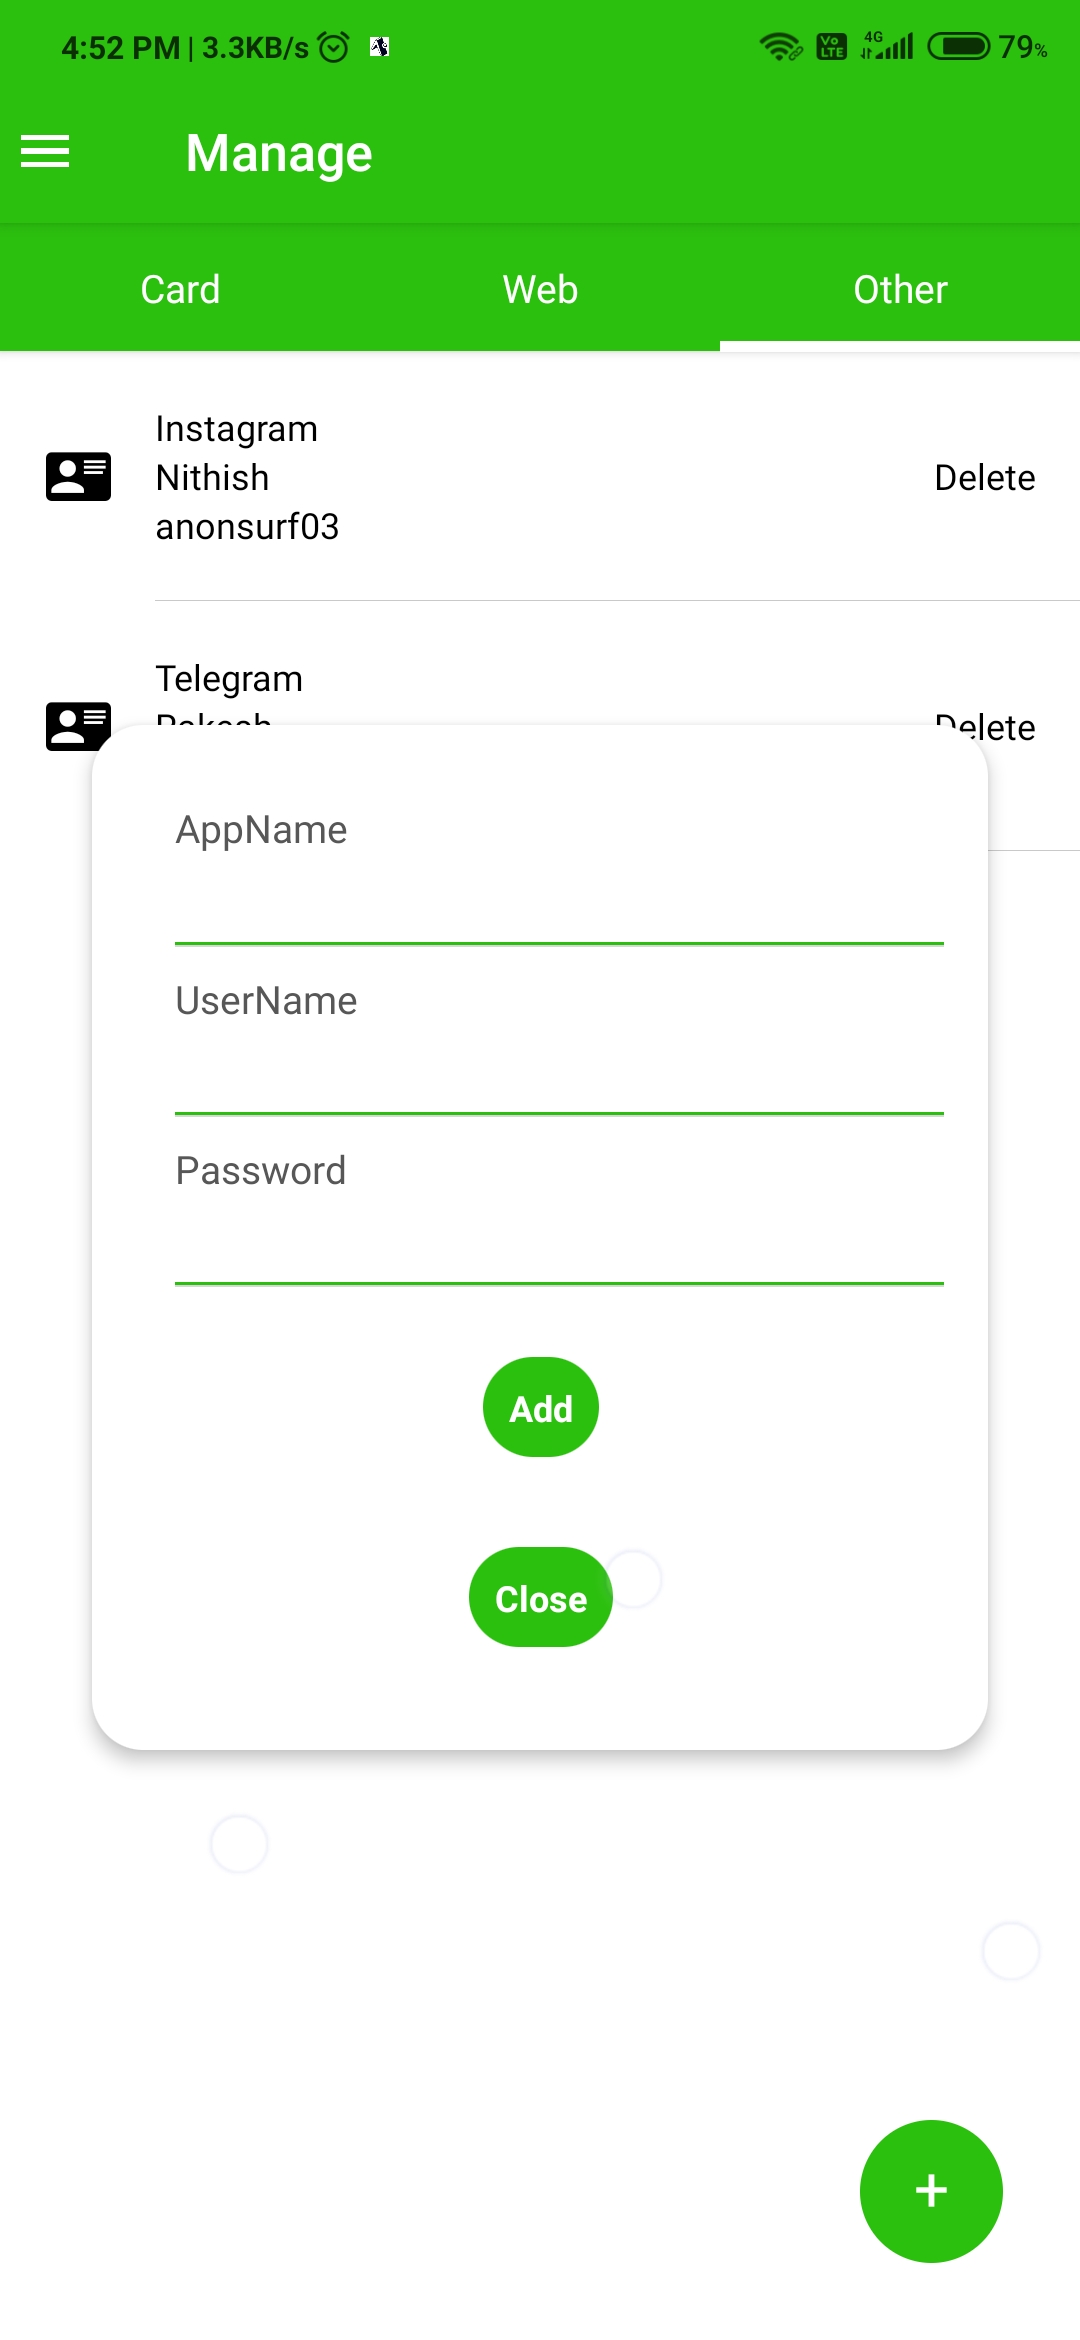 4:52 PM | 3.3KB/s
Vo LTE 4G 79%
Manage
Card Web Other
Instagram
Nithish Delete
anonsurf03
Telegram
Delete
AppName
UserName
Password
Add
Close
+